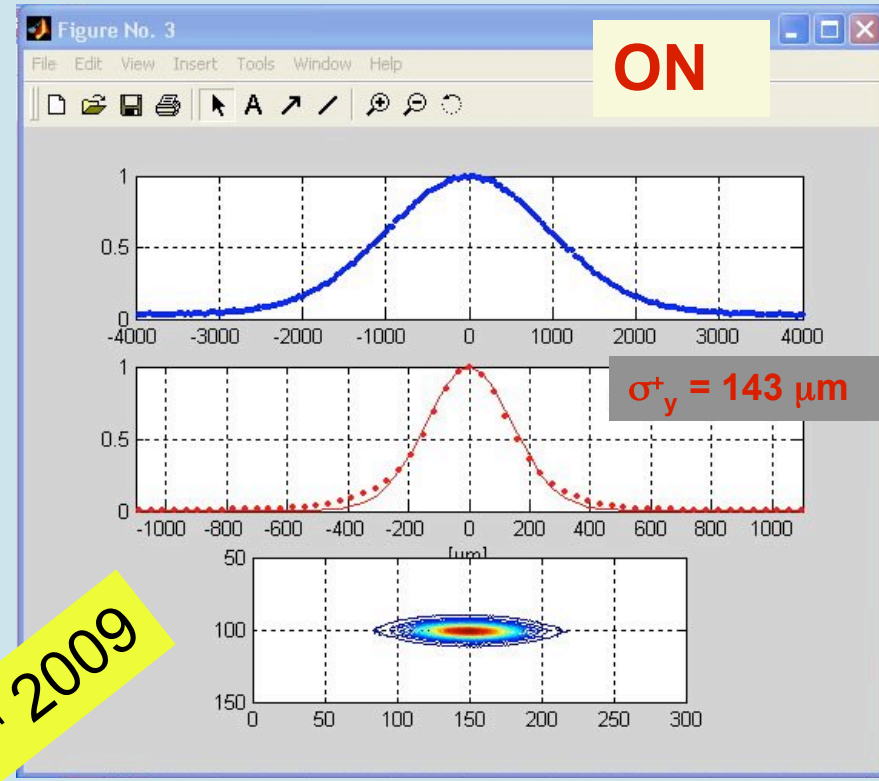 Figure No. 3
ON
File Edit View Insert Tools Window Help
A
1
0.5
0
-4000 -3000 -2000 -1000 0 1000 2000 3000 4000
σ⁺y = 143 μm
1
0.5
0
-1000 -800 -600 -400 -200 0 200 400 600 800 1000
[um]
50
100
150
0 50 100 150 200 250 300
2009